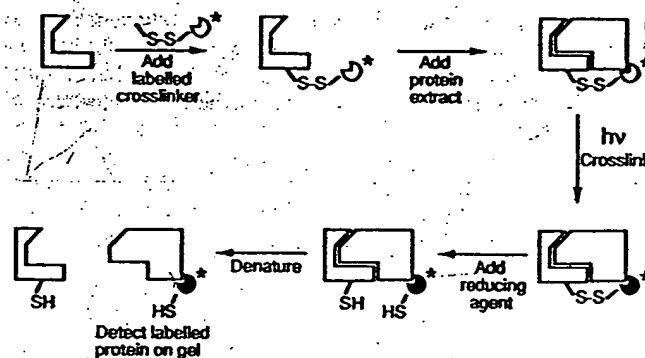 S-S
*
Add
labelled
crosslinker
S-S
*
Add
protein
extract
S-S
*
hν
Crosslink
S-S
*
Add
reducing
agent
SH
HS
*
Denature
SH
HS
*
Detect labelled
protein on gel